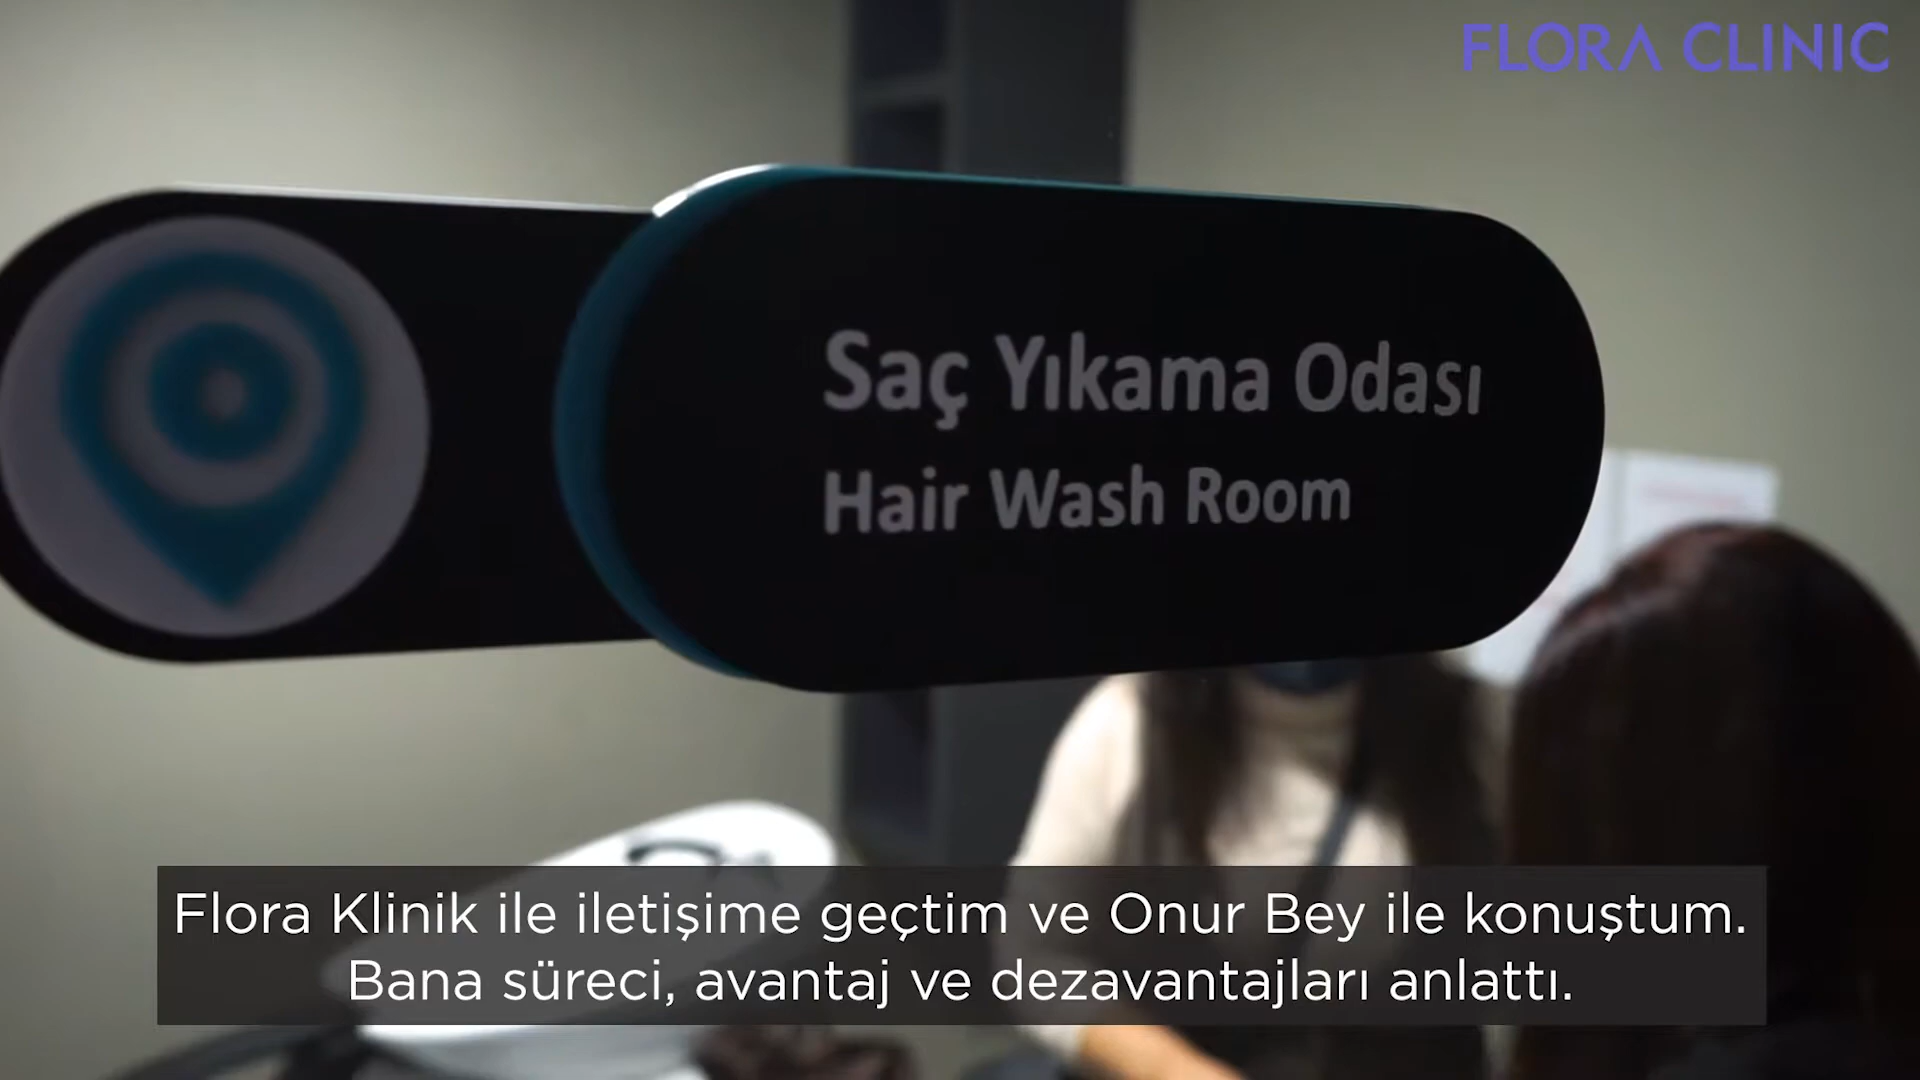 FLORA CLINIC
Saç Yıkama Odası
Hair Wash Room
Flora Klinik ile iletişime geçtim ve Onur Bey ile konuştum.
Bana süreci, avantaj ve dezavantajları anlattı.